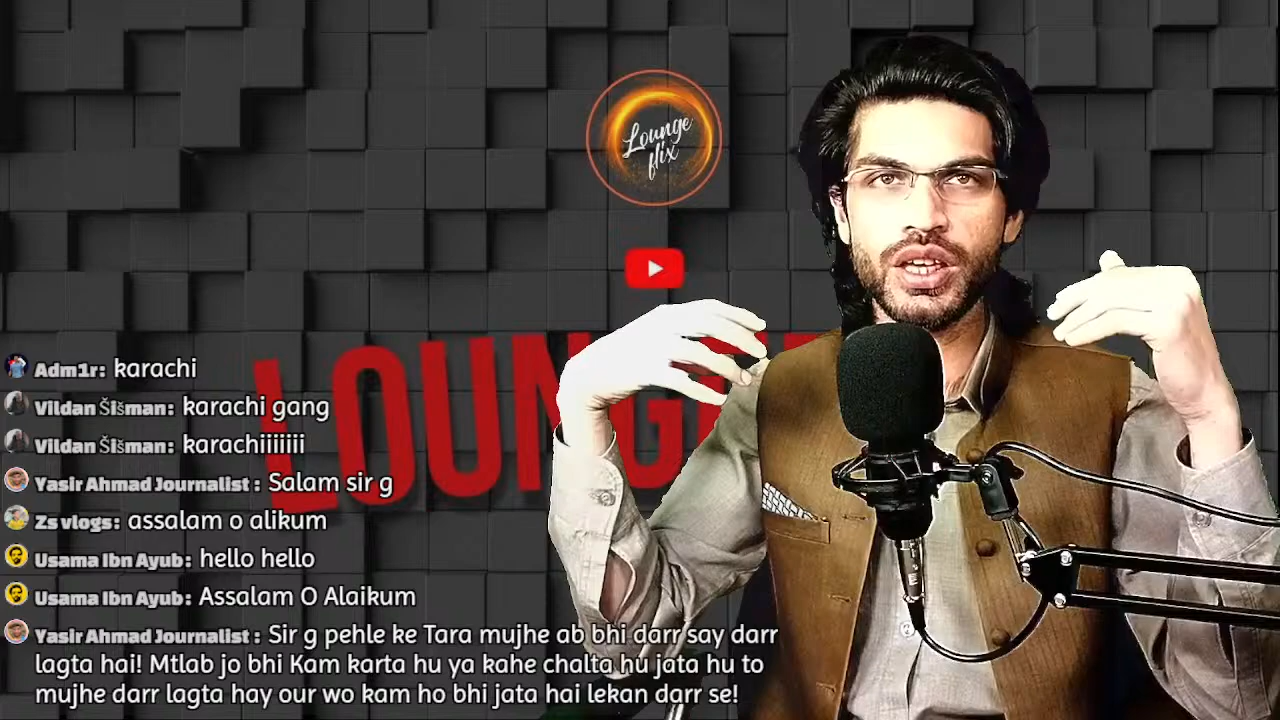 Lounge
flix
LOUNGE
Adm1r: karachi
Vildan Šišman: karachi gang
Vildan Šišman: karachiiiiiii
Yasir Ahmad Journalist : Salam sir g
Zs vlogs: assalam o alikum
Usama Ibn Ayub: hello hello
Usama Ibn Ayub: Assalam O Alaikum
Yasir Ahmad Journalist : Sir g pehle ke Tara mujhe ab bhi darr say darr
lagta hai! Mtlab jo bhi Kam karta hu ya kahe chalta hu jata hu to
mujhe darr lagta hay our wo kam ho bhi jata hai lekan darr se!